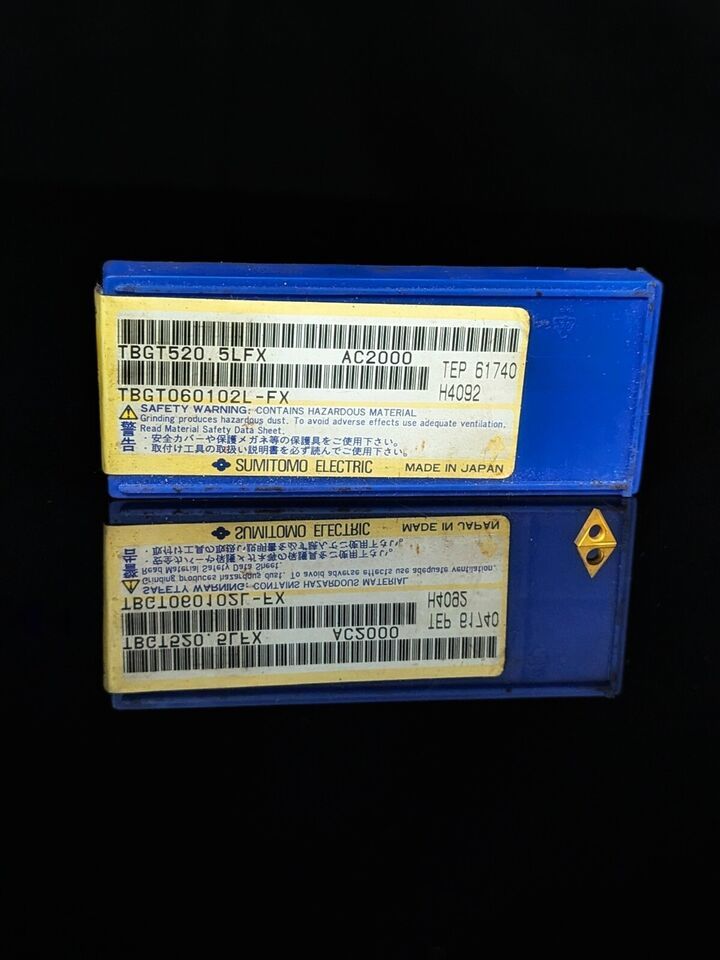 TBGT520.5LFX AC2000
TEP 61740
TBGT060102L-FX H4092
SAFETY WARNING: CONTAINS HAZARDOUS MATERIAL
Grinding produces hazardous dust. To avoid adverse effects use adequate ventilation.
Read Material Safety Data Sheet.
警告
・安全カバーや保護メガネ等の保護具をご使用下さい。
・取付け工具の取扱い説明書を必ず読んでご使用下さい。
SUMITOMO ELECTRIC MADE IN JAPAN